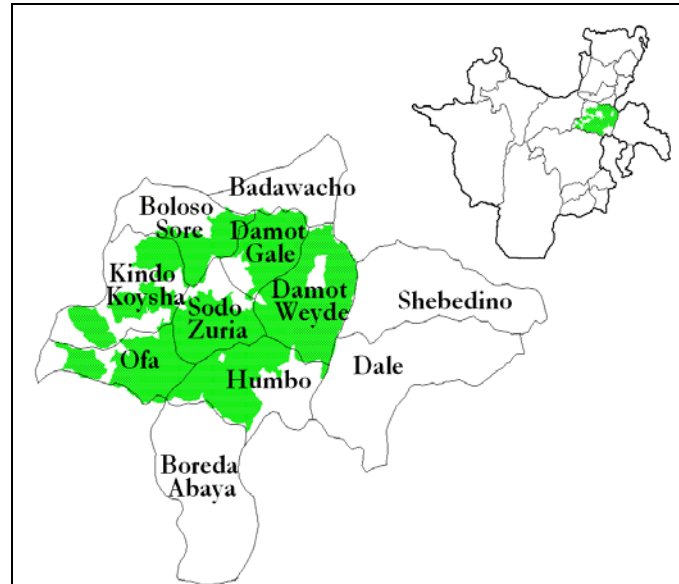 Badawacho
Boloso
Sore
Damot
Gale
Kindo
Koysha
Sodo
Zuria
Damot
Weyde
Shebedino
Ofa
Humbo
Dale
Boreda
Abaya